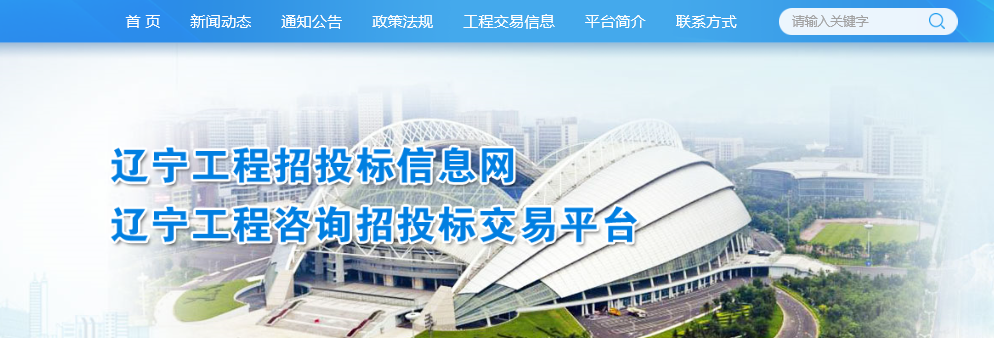 首 页 新闻动态 通知公告 政策法规 工程交易信息 平台简介 联系方式 请输入关键字
辽宁工程招投标信息网
辽宁工程咨询招投标交易平台